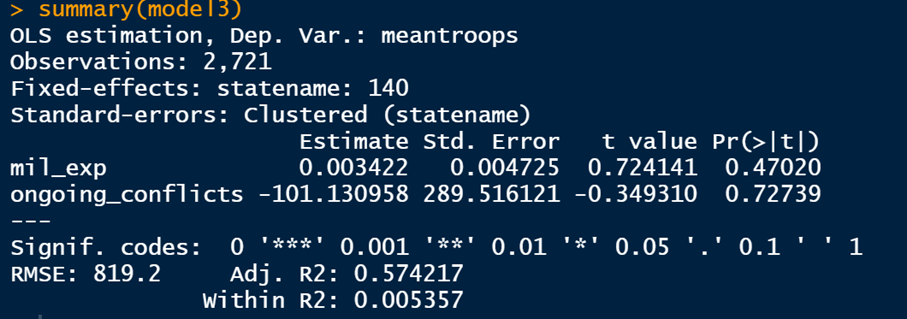 > summary(model3)
OLS estimation, Dep. Var.: meantroops
Observations: 2,721
Fixed-effects: statename: 140
Standard-errors: Clustered (statename)
Estimate Std. Error t value Pr(>|t|)
mil_exp 0.003422 0.004725 0.724141 0.47020
ongoing_conflicts -101.130958 289.516121 -0.349310 0.72739
---
Signif. codes: 0 '***' 0.001 '**' 0.01 '*' 0.05 '.' 0.1 ' ' 1
RMSE: 819.2 Adj. R2: 0.574217
Within R2: 0.005357